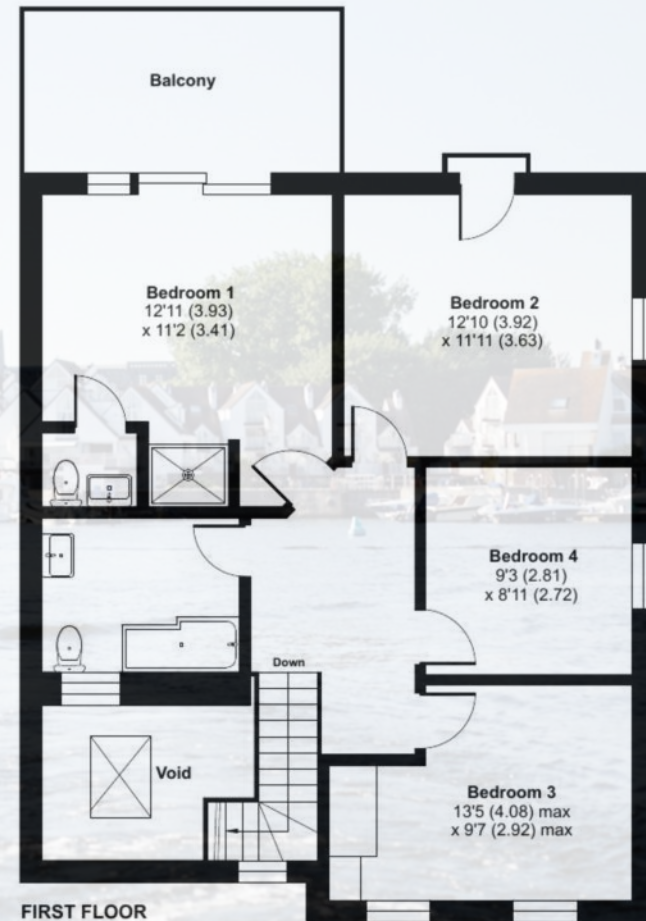 Balcony
Bedroom 1
12'11 (3.93)
x 11'2 (3.41)
Bedroom 2
12'10 (3.92)
x 11'11 (3.63)
Bedroom 4
9'3 (2.81)
x 8'11 (2.72)
Down
Void
Bedroom 3
13'5 (4.08) max
x 9'7 (2.92) max
FIRST FLOOR